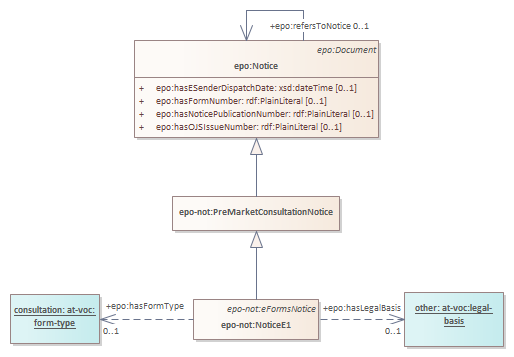 +epo:refersToNotice 0..1
epo:Document
epo:Notice
+ epo:hasESenderDispatchDate: xsd:dateTime [0..1]
+ epo:hasFormNumber: rdf:PlainLiteral [0..1]
+ epo:hasNoticePublicationNumber: rdf:PlainLiteral [0..1]
+ epo:hasOJSIssueNumber: rdf:PlainLiteral [0..1]
epo-not:PreMarketConsultationNotice
consultation: at-voc:
form-type
+epo:hasFormType
0..1
epo-not:eFormsNotice
epo-not:NoticeE1
+epo:hasLegalBasis
0..1
other: at-voc:legal-
basis